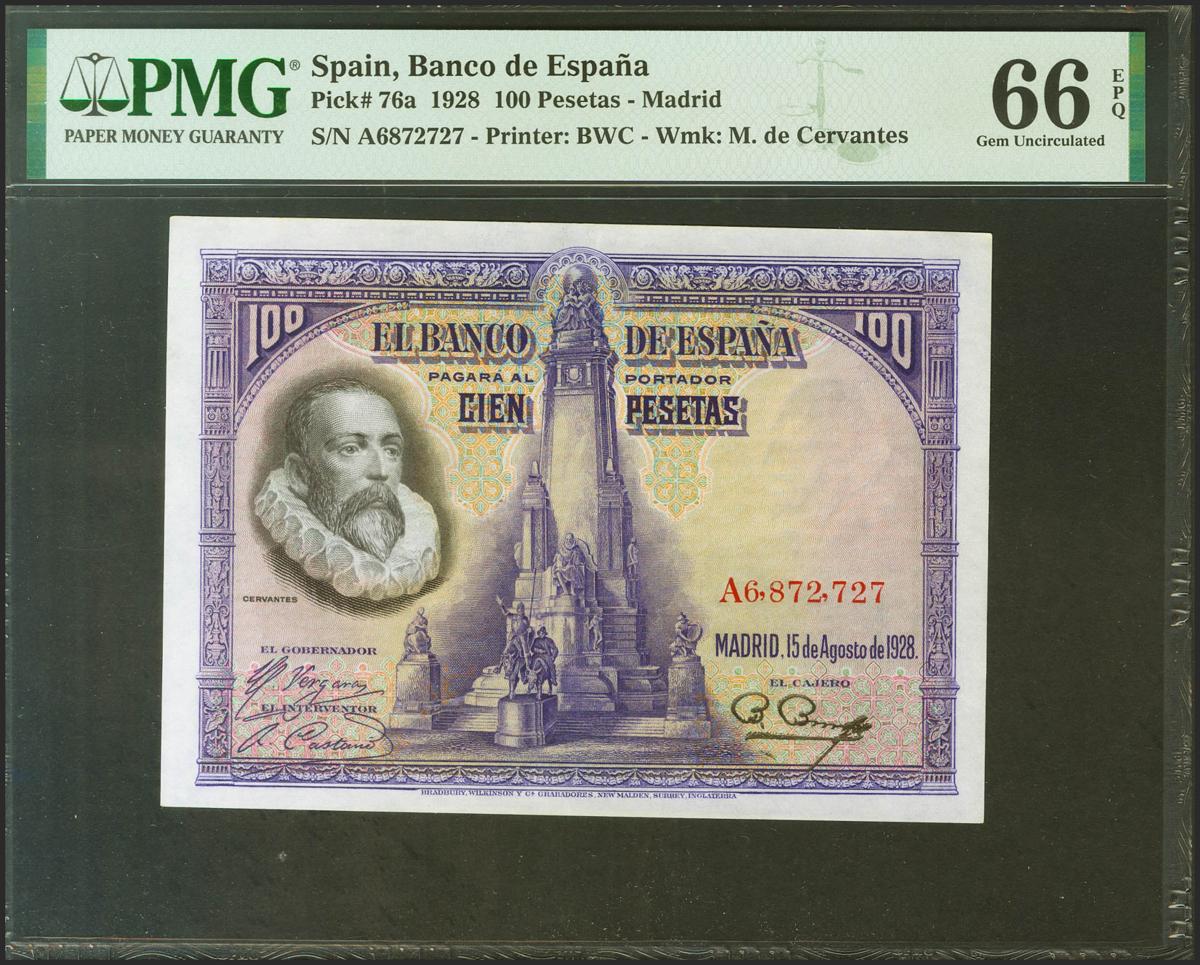 PMG®
PAPER MONEY GUARANTY
Spain, Banco de España
Pick# 76a 1928 100 Pesetas - Madrid
S/N A6872727 - Printer: BWC - Wmk: M. de Cervantes
66 EPQ
Gem Uncirculated
100 100
EL BANCO DE ESPAÑA
PAGARÁ AL PORTADOR
CIEN PESETAS
CERVANTES
A6,872,727
MADRID, 15 de Agosto de 1928.
EL GOBERNADOR
Vergaras
EL INTERVENTOR
A. Castaño
EL CAJERO
BRADBURY, WILKINSON Y Cª GRABADORES, NEW MALDEN, SURREY, INGLATERRA